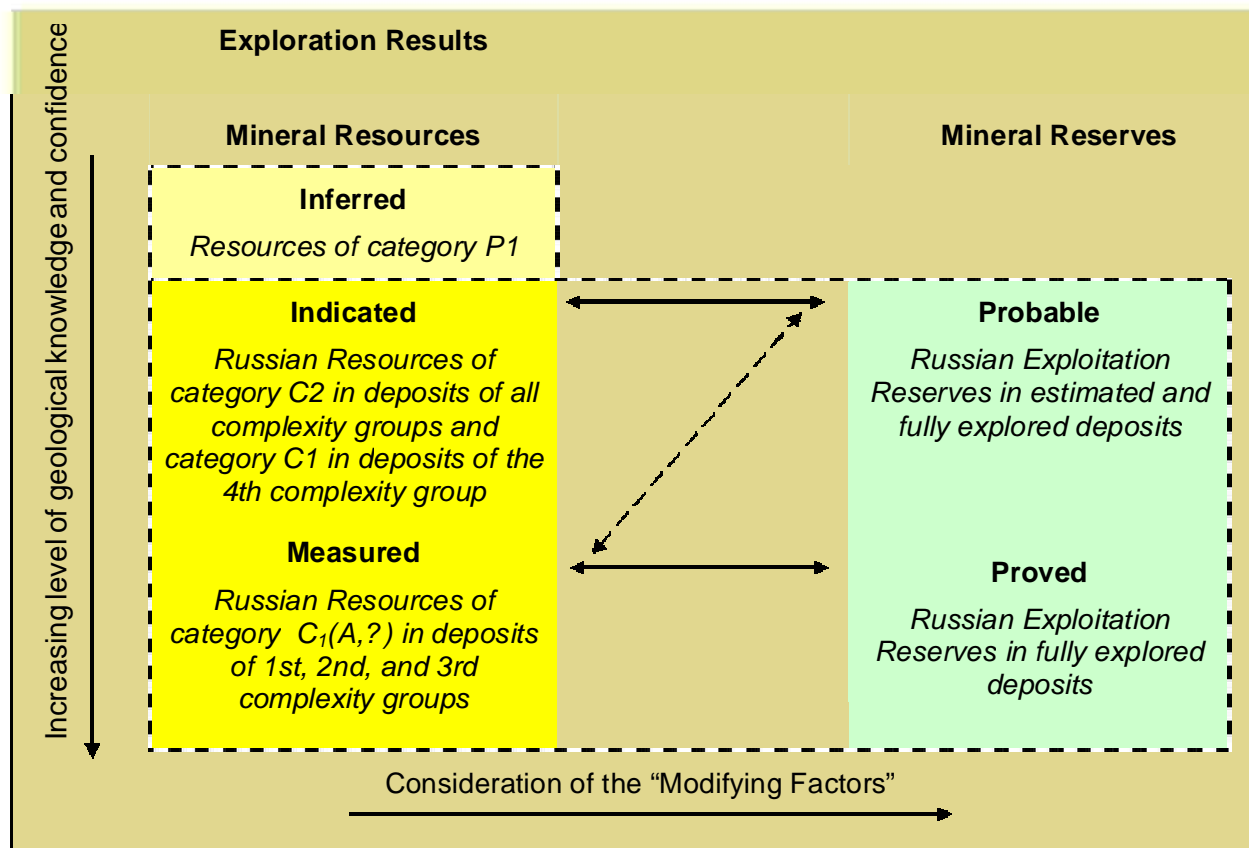 Increasing level of geological knowledge and confidence
Exploration Results
Mineral Resources
Mineral Reserves
Inferred
Resources of category P1
Indicated
Russian Resources of
category C2 in deposits of all
complexity groups and
category C1 in deposits of the
4th complexity group
Measured
Russian Resources of
category C₁(A,?) in deposits
of 1st, 2nd, and 3rd
complexity groups
Probable
Russian Exploitation
Reserves in estimated and
fully explored deposits
Proved
Russian Exploitation
Reserves in fully explored
deposits
Consideration of the “Modifying Factors”